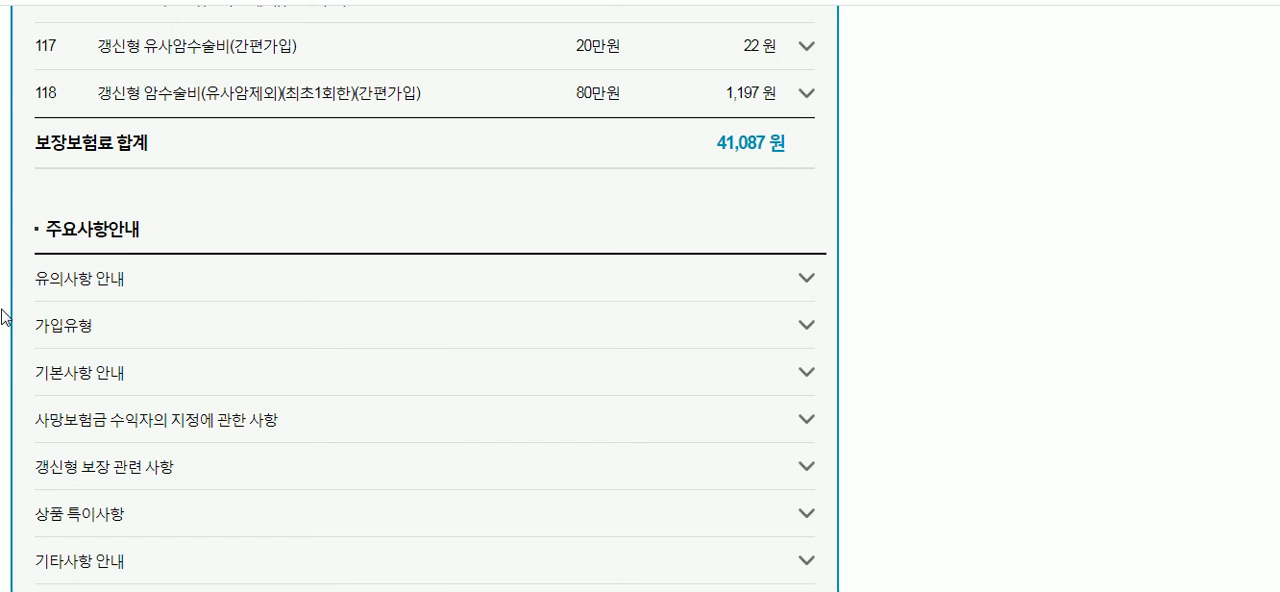 117 갱신형 유사암수술비(간편가입) 20만원 22 원
118 갱신형 암수술비(유사암제외)(최초1회한)(간편가입) 80만원 1,197 원
보장보험료 합계 41,087 원
주요사항안내
유의사항 안내
가입유형
기본사항 안내
사망보험금 수익자의 지정에 관한 사항
갱신형 보장 관련 사항
상품 특이사항
기타사항 안내